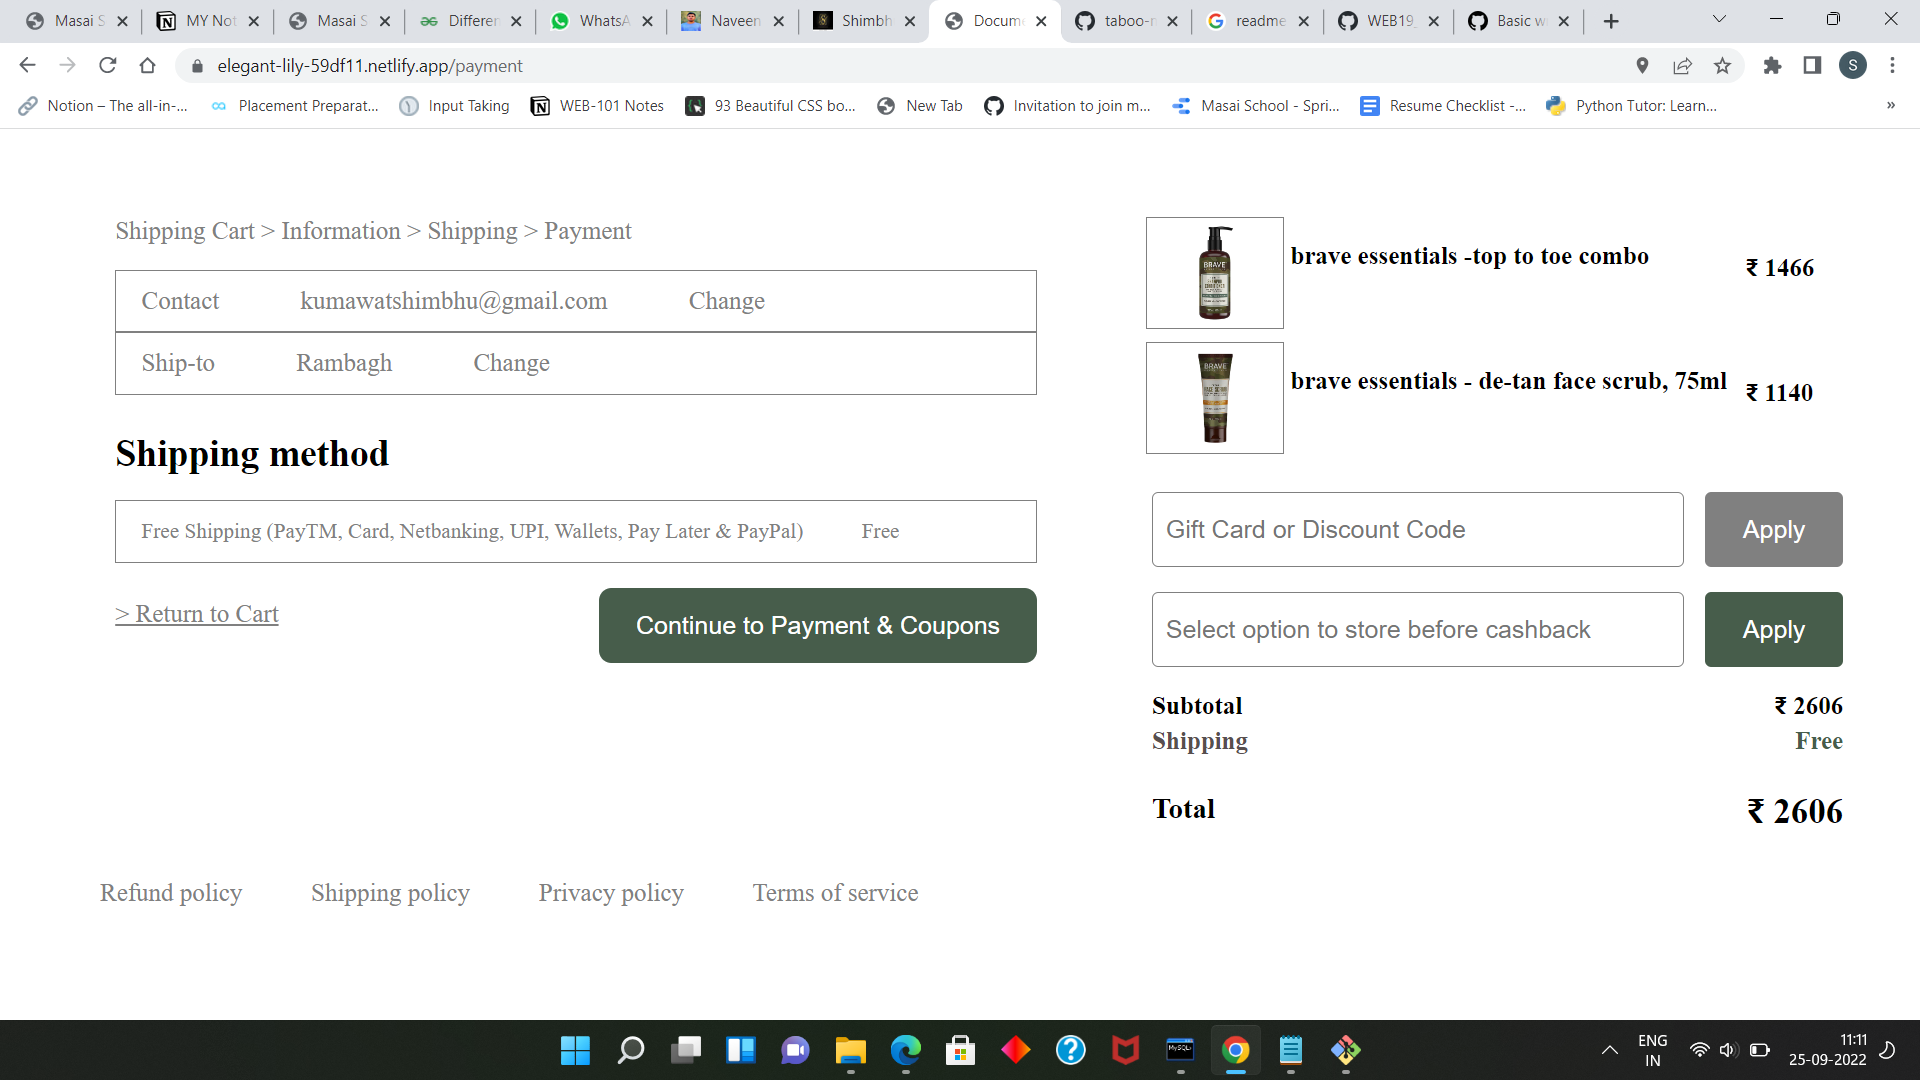 Masai S
MY Not
Masai S
Differen
WhatsA
Naveen
Shimbh
Docum
taboo-n
readme
WEB19_
Basic w
elegant-lily-59df11.netlify.app/payment
S
Notion – The all-in-...
Placement Preparat...
Input Taking
WEB-101 Notes
93 Beautiful CSS bo...
New Tab
Invitation to join m...
Masai School - Spri...
Resume Checklist -...
Python Tutor: Learn...
»
Shipping Cart > Information > Shipping > Payment
Contact kumawatshimbhu@gmail.com Change
Ship-to Rambagh Change
Shipping method
Free Shipping (PayTM, Card, Netbanking, UPI, Wallets, Pay Later & PayPal) Free
> Return to Cart
Continue to Payment & Coupons
BRAVE
brave essentials -top to toe combo
₹ 1466
BRAVE
brave essentials - de-tan face scrub, 75ml
₹ 1140
Gift Card or Discount Code
Apply
Select option to store before cashback
Apply
Subtotal ₹ 2606
Shipping Free
Total ₹ 2606
Refund policy Shipping policy Privacy policy Terms of service
MySQL
ENG
IN
11:11
25-09-2022